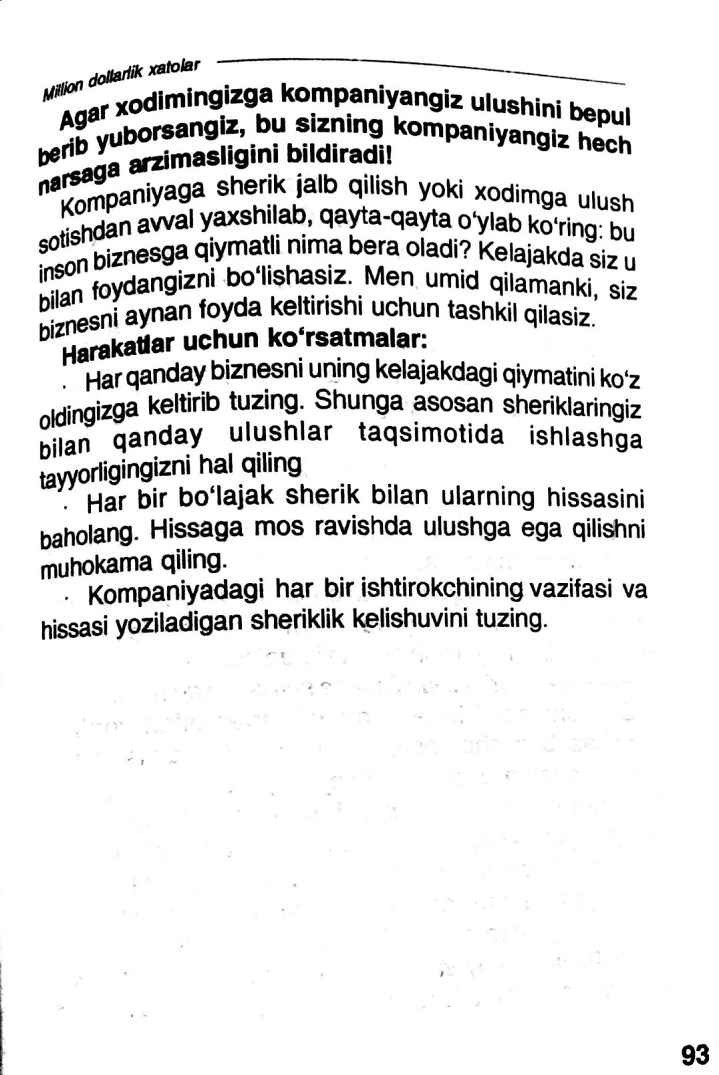 Million dollarlik xatolar
Agar xodimingizga kompaniyangiz ulushini bepul
berib yuborsangiz, bu sizning kompaniyangiz hech
narsaga arzimasligini bildiradi!
Kompaniyaga sherik jalb qilish yoki xodimga ulush
sotishdan avval yaxshilab, qayta-qayta o‘ylab ko‘ring: bu
inson biznesga qiymatli nima bera oladi? Kelajakda siz u
bilan foydangizni bo‘lishasiz. Men umid qilamanki, siz
biznesni aynan foyda keltirishi uchun tashkil qilasiz.
Harakatlar uchun ko‘rsatmalar:
· Har qanday biznesni uning kelajakdagi qiymatini ko‘z
oldingizga keltirib tuzing. Shunga asosan sheriklaringiz
bilan qanday ulushlar taqsimotida ishlashga
tayyorligingizni hal qiling
· Har bir bo‘lajak sherik bilan ularning hissasini
baholang. Hissaga mos ravishda ulushga ega qilishni
muhokama qiling.
· Kompaniyadagi har bir ishtirokchining vazifasi va
hissasi yoziladigan sheriklik kelishuvini tuzing.
93